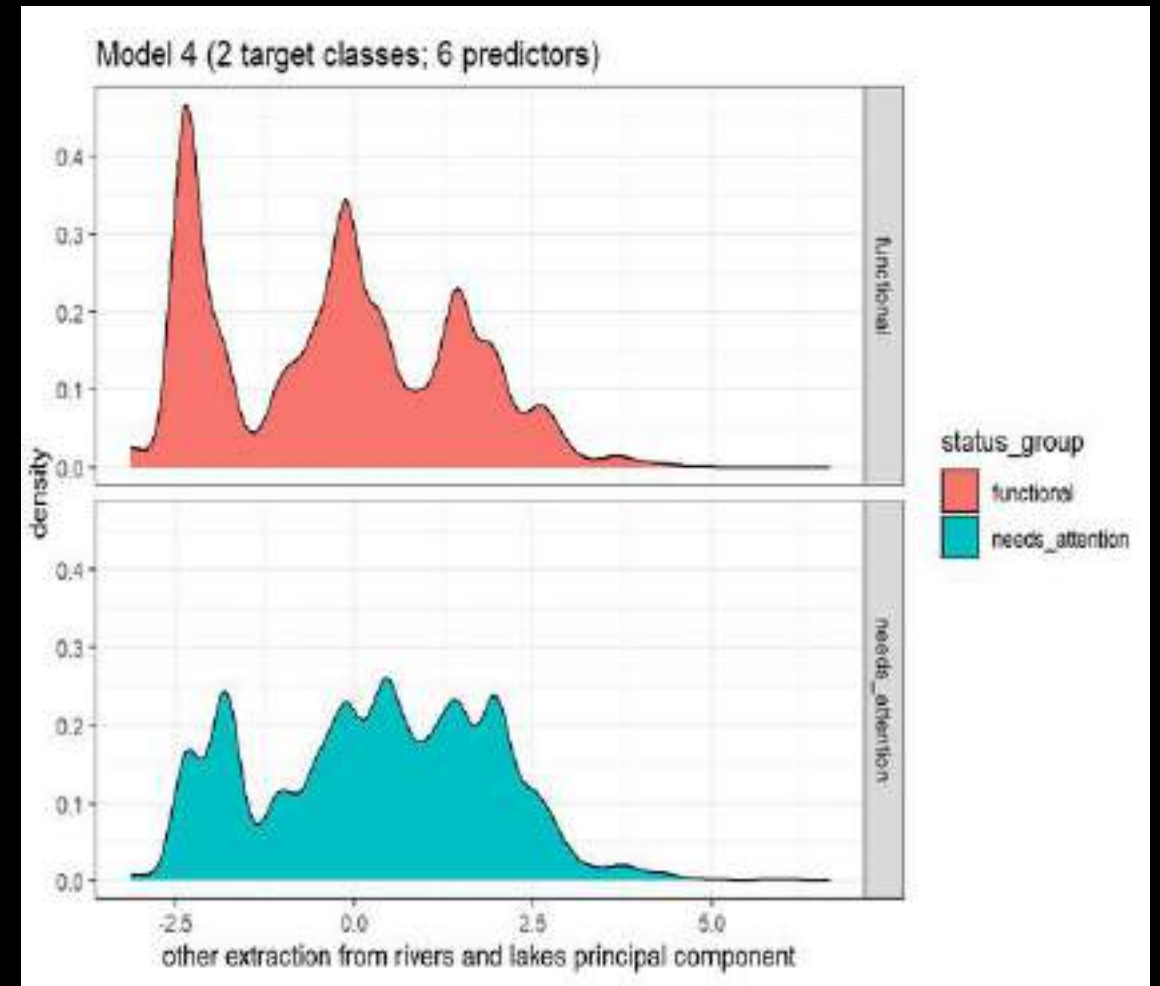 Model 4 (2 target classes; 6 predictors)
0.4
0.3
0.2
0.1
0.0
functional
density
0.4
0.3
0.2
0.1
0.0
needs_attention
-2.5 0.0 2.5 5.0
other extraction from rivers and lakes principal component
status_group
functional
needs_attention